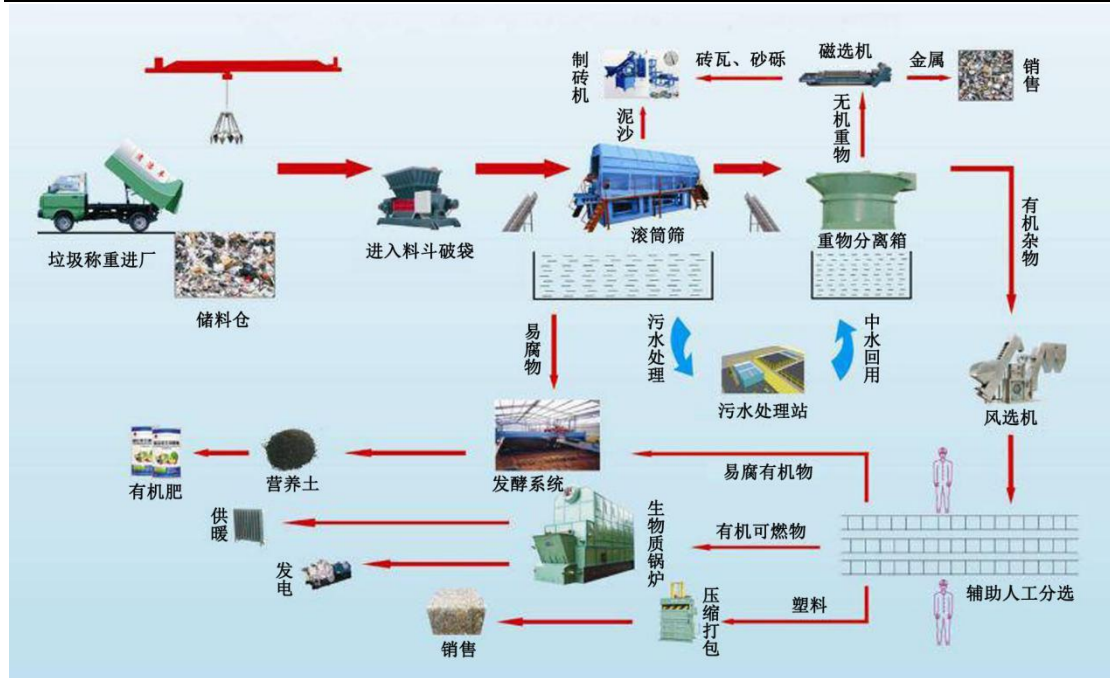 制砖机
砖瓦、砂砾
磁选机
金属
销售
泥沙
无机重物
垃圾称重进厂
储料仓
进入料斗破袋
滚筒筛
重物分离箱
有机杂物
易腐物
污水处理
污水处理站
中水回用
风选机
有机肥
营养土
发酵系统
易腐有机物
供暖
生物质锅炉
有机可燃物
发电
辅助人工分选
销售
压缩打包
塑料